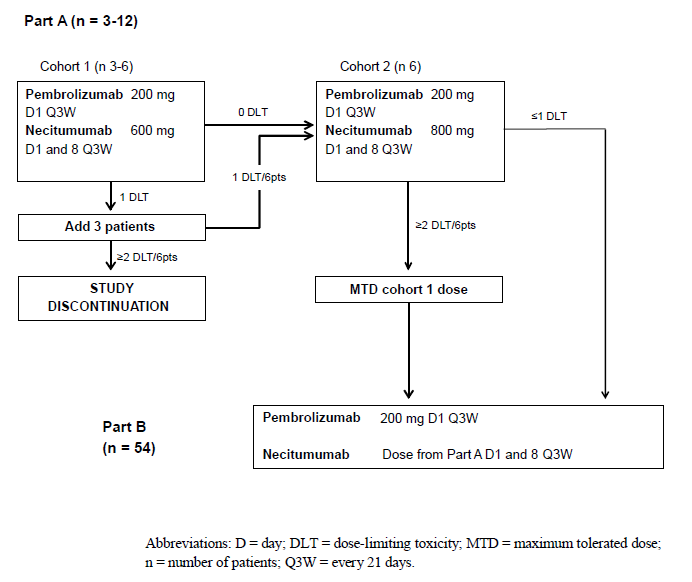 Part A (n = 3-12)
Cohort 1 (n 3-6)
Pembrolizumab 200 mg
D1 Q3W
Necitumumab 600 mg
D1 and 8 Q3W
0 DLT
Cohort 2 (n 6)
Pembrolizumab 200 mg
D1 Q3W
Necitumumab 800 mg
D1 and 8 Q3W
≤1 DLT
1 DLT/6pts
1 DLT
Add 3 patients
≥2 DLT/6pts
≥2 DLT/6pts
STUDY
DISCONTINUATION
MTD cohort 1 dose
Part B
(n = 54)
Pembrolizumab 200 mg D1 Q3W
Necitumumab Dose from Part A D1 and 8 Q3W
Abbreviations: D = day; DLT = dose-limiting toxicity; MTD = maximum tolerated dose;
n = number of patients; Q3W = every 21 days.